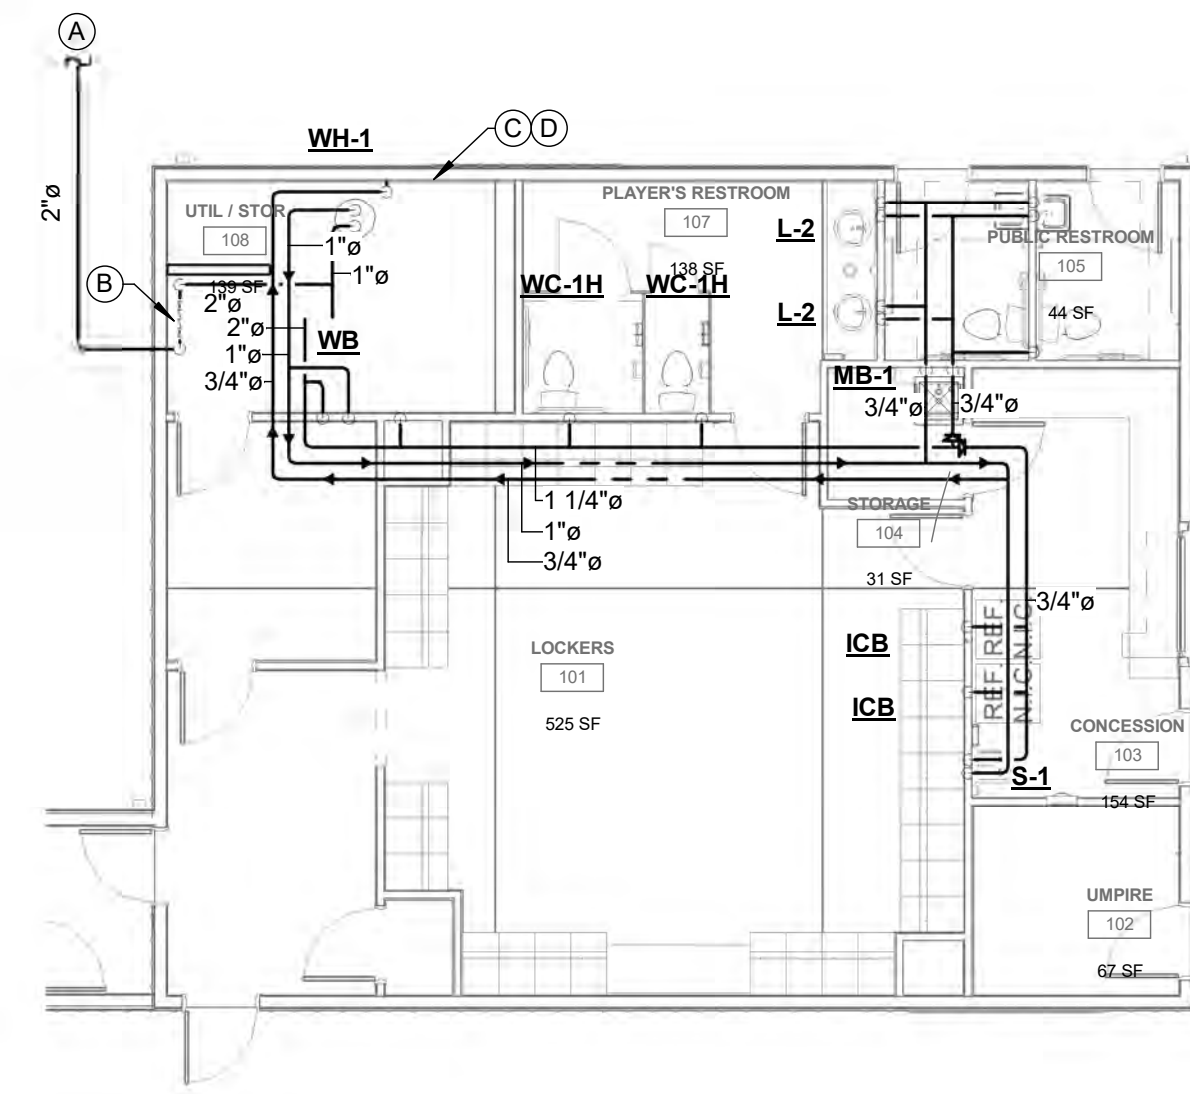 A
C D
WH-1
2"ø
PLAYER'S RESTROOM
107
138 SF
UTIL / STOR
108
139 SF
L-2
PUBLIC RESTROOM
105
44 SF
1"ø
1"ø
B
WC-1H
WC-1H
2"ø
L-2
2"ø
WB
1"ø
3/4"ø
MB-1
3/4"ø
3/4"ø
1 1/4"ø
1"ø
3/4"ø
STORAGE
104
31 SF
3/4"ø
REF. REF.
N.I.C. N.I.C.
ICB
LOCKERS
101
525 SF
ICB
CONCESSION
103
154 SF
S-1
UMPIRE
102
67 SF